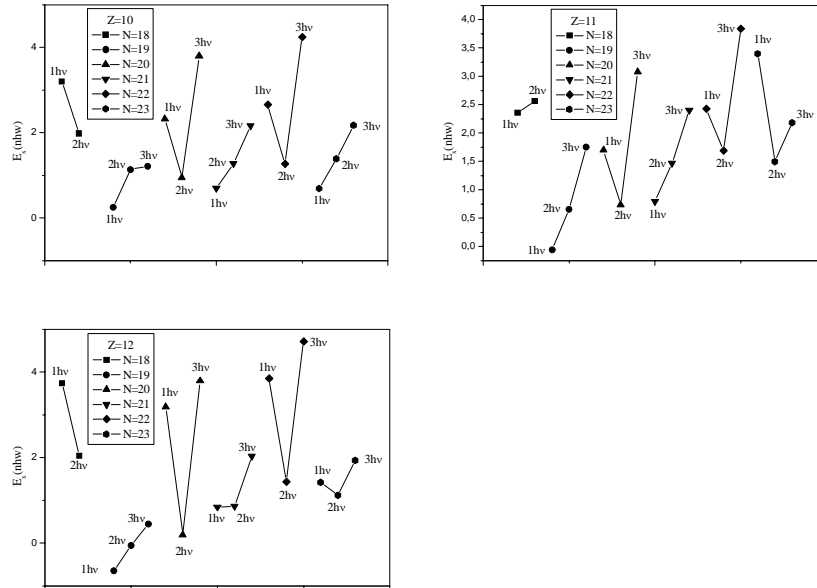 Z=10
N=18
N=19
N=20
N=21
N=22
N=23
1hν
2hν
1hν
2hν
3hν
1hν
2hν
3hν
1hν
2hν
3hν
1hν
2hν
3hν
1hν
2hν
3hν
4
2
0
E_x(nhw)
Z=11
N=18
N=19
N=20
N=21
N=22
N=23
1hν
2hν
1hν
2hν
3hν
1hν
2hν
3hν
1hν
2hν
3hν
1hν
2hν
3hν
1hν
2hν
3hν
4,0
3,5
3,0
2,5
2,0
1,5
1,0
0,5
0,0
E_x(nhw)
Z=12
N=18
N=19
N=20
N=21
N=22
N=23
1hν
2hν
1hν
2hν
3hν
1hν
2hν
3hν
1hν
2hν
3hν
1hν
2hν
3hν
1hν
2hν
3hν
4
2
0
E_x(nhw)